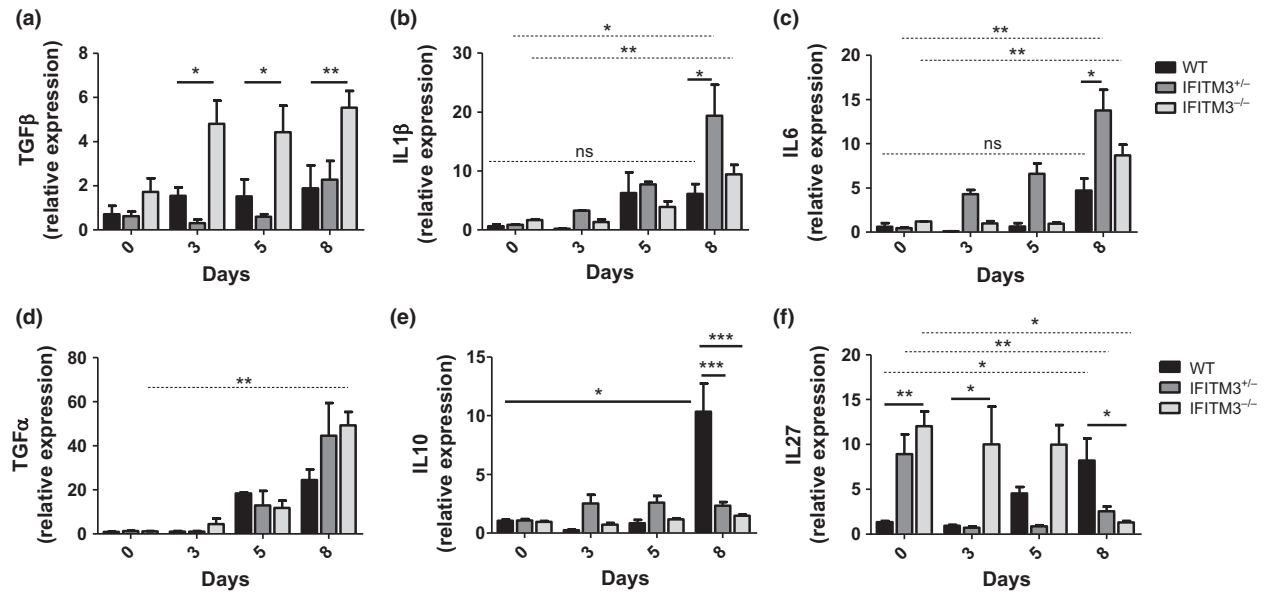 (a)
TGFβ
(relative expression)
8
6
4
2
0
*
*
**
0
3
5
8
Days
(b)
IL1β
(relative expression)
30
20
10
0
*
**
*
ns
0
3
5
8
Days
(c)
IL6
(relative expression)
20
15
10
5
0
**
**
*
ns
0
3
5
8
Days
WT
IFITM3+/–
IFITM3–/–
(d)
TGFα
(relative expression)
80
60
40
20
0
**
0
3
5
8
Days
(e)
IL10
(relative expression)
15
10
5
0
*
***
***
0
3
5
8
Days
(f)
IL27
(relative expression)
20
15
10
5
0
*
**
*
**
*
*
0
3
5
8
Days
WT
IFITM3+/–
IFITM3–/–